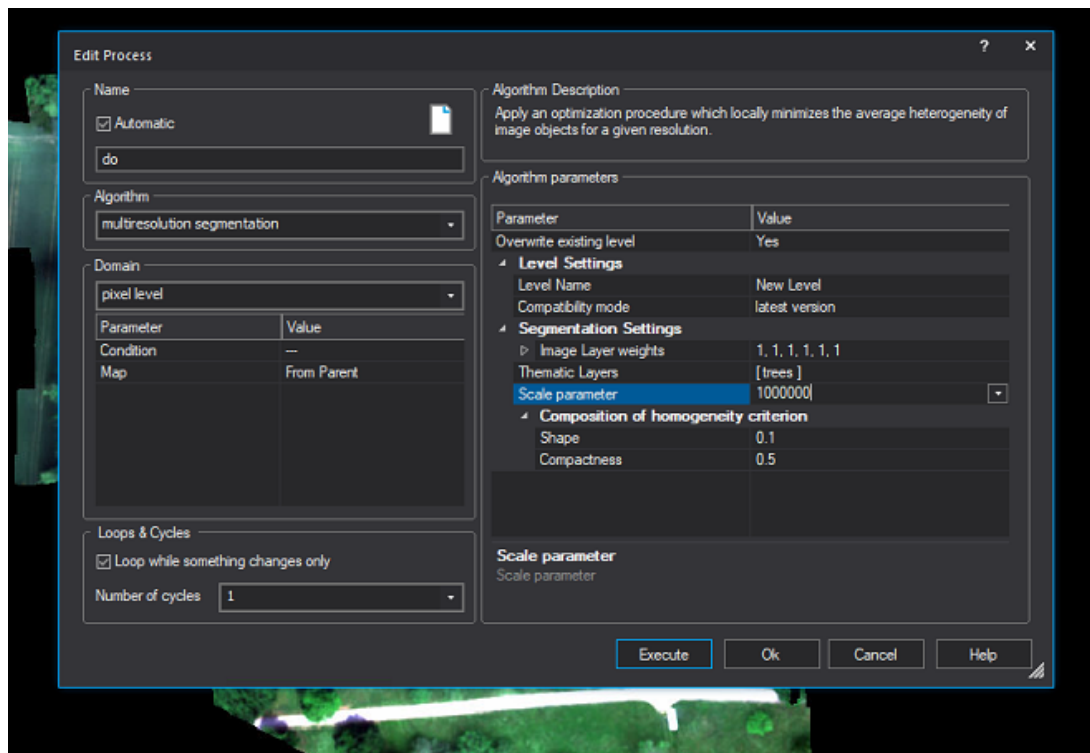 Edit Process
?
Name
Automatic
do
Algorithm
multiresolution segmentation
Domain
pixel level
Parameter Value
Condition ---
Map From Parent
Loops & Cycles
Loop while something changes only
Number of cycles 1
Algorithm Description
Apply an optimization procedure which locally minimizes the average heterogeneity of
image objects for a given resolution.
Algorithm parameters
Parameter Value
Overwrite existing level Yes
Level Settings
Level Name New Level
Compatibility mode latest version
Segmentation Settings
Image Layer weights 1, 1, 1, 1, 1, 1
Thematic Layers [ trees ]
Scale parameter 1000000
Composition of homogeneity criterion
Shape 0.1
Compactness 0.5
Scale parameter
Scale parameter
Execute Ok Cancel Help